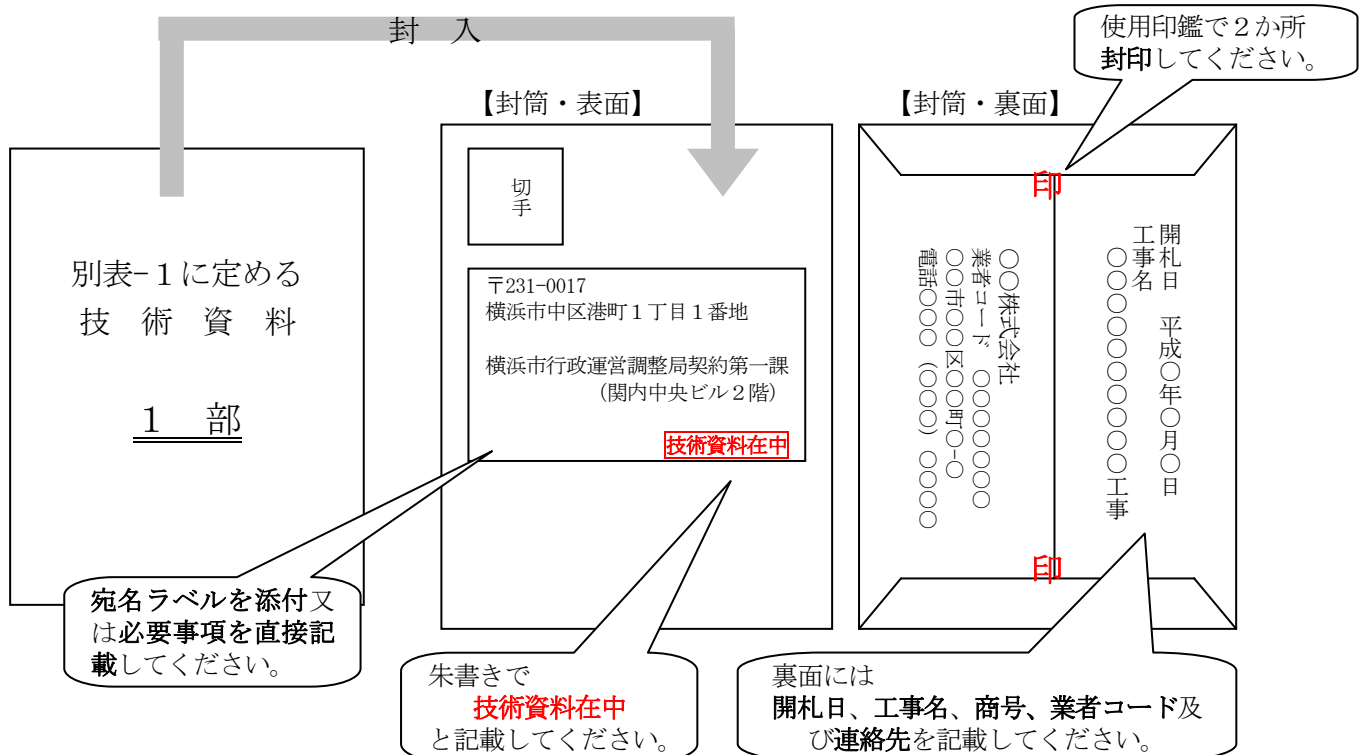 封　入
使用印鑑で２か所
封印してください。
【封筒・表面】
【封筒・裏面】
別表-１に定める
技　術　資　料
１　部
切手
〒231-0017
横浜市中区港町１丁目１番地
横浜市行政運営調整局契約第一課
（関内中央ビル２階）
技術資料在中
印
開札日　平成○年○月○日
工事名
○○○○○○○○○○工事
○○株式会社
業者コード　○○○○○○○
○○市○○区○○町○-○
電話○○○（○○○）○○○○
印
宛名ラベルを添付又
は必要事項を直接記
載してください。
朱書きで
技術資料在中
と記載してください。
裏面には
開札日、工事名、商号、業者コード及
び連絡先を記載してください。